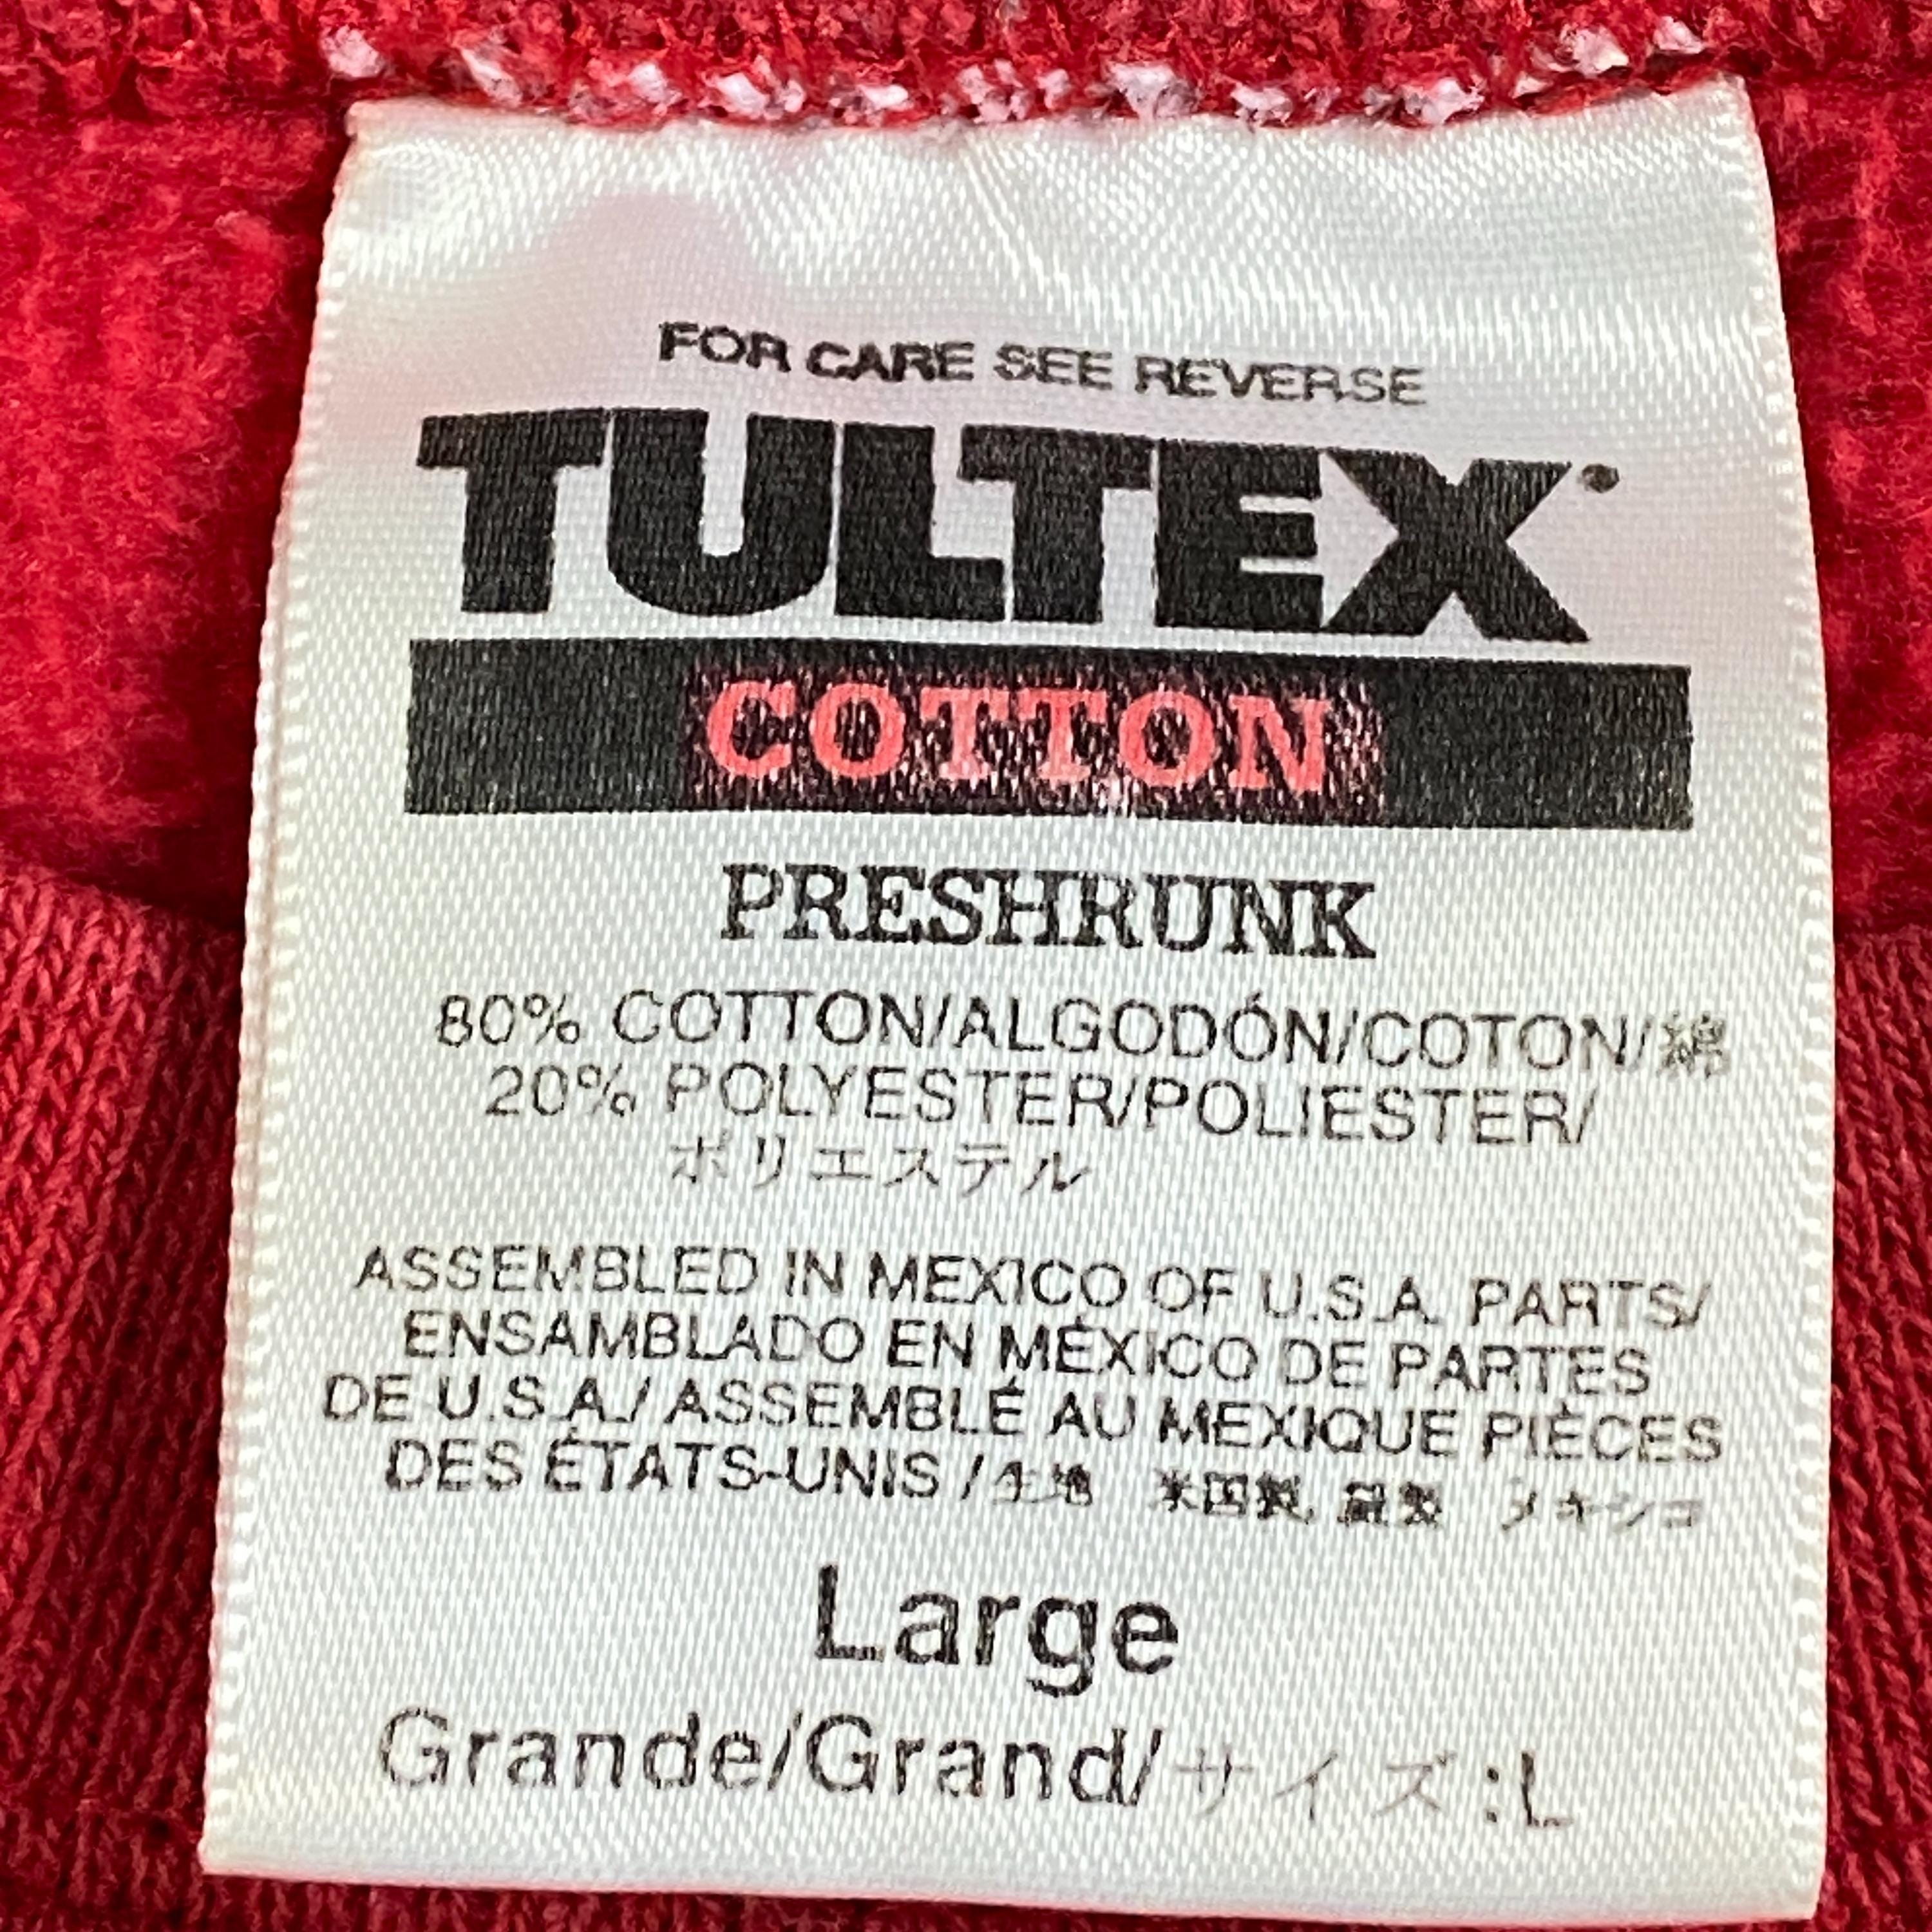 FOR CARE SEE REVERSE
TULTEX
COTTON
PRESHRUNK
80% COTTON/ALGODÓN/COTON/綿
20% POLYESTER/POLIESTER/
ポリエステル
ASSEMBLED IN MEXICO OF U.S.A. PARTS/
ENSAMBLADO EN MÉXICO DE PARTES
DE U.S.A./ ASSEMBLÉ AU MEXIQUE PIÈCES
DES ÉTATS-UNIS / 生地 米国製 縫製 メキシコ
Large
Grande/Grand/サイズ:L